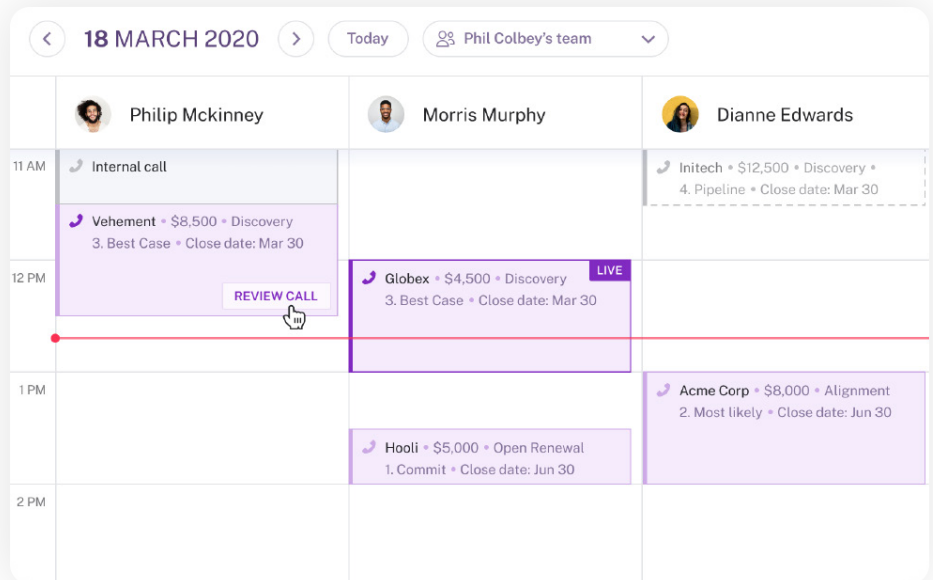 18 MARCH 2020
Today
Phil Colbey's team
Philip Mckinney
Morris Murphy
Dianne Edwards
11 AM
Internal call
Initech • $12,500 • Discovery •
4. Pipeline • Close date: Mar 30
Vehement • $8,500 • Discovery
3. Best Case • Close date: Mar 30
REVIEW CALL
12 PM
Globex • $4,500 • Discovery
LIVE
3. Best Case • Close date: Mar 30
1 PM
Acme Corp • $8,000 • Alignment
2. Most likely • Close date: Jun 30
Hooli • $5,000 • Open Renewal
1. Commit • Close date: Jun 30
2 PM